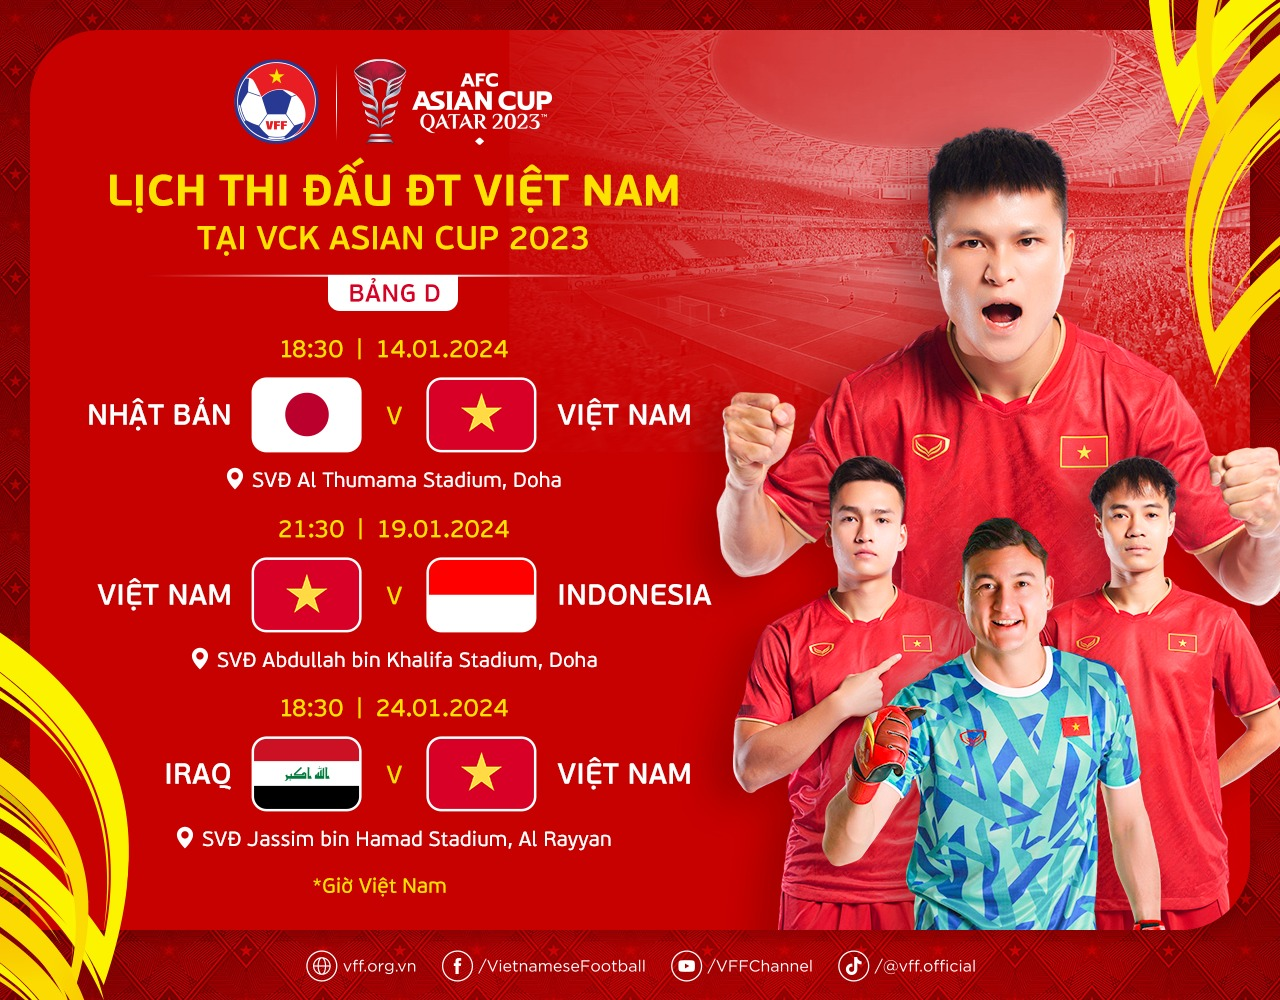 VFF
AFC
ASIAN CUP
QATAR 2023™
LỊCH THI ĐẤU ĐT VIỆT NAM
TẠI VCK ASIAN CUP 2023
BẢNG D
18:30 | 14.01.2024
NHẬT BẢN V VIỆT NAM
SVĐ Al Thumama Stadium, Doha
21:30 | 19.01.2024
VIỆT NAM V INDONESIA
SVĐ Abdullah bin Khalifa Stadium, Doha
18:30 | 24.01.2024
IRAQ الله اكبر V VIỆT NAM
SVĐ Jassim bin Hamad Stadium, Al Rayyan
*Giờ Việt Nam
vff.org.vn /VietnameseFootball /VFFChannel /@vff.official